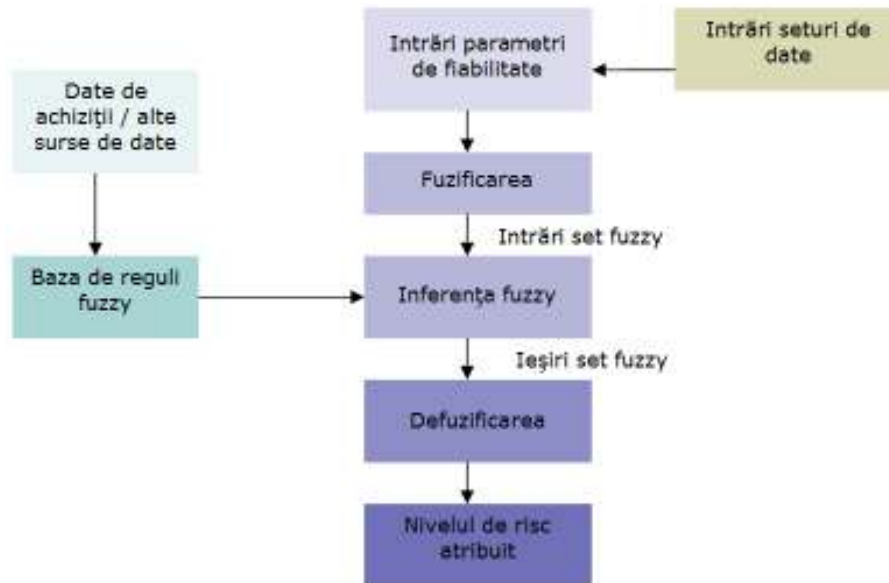 Intrări parametri
de fiabilitate
Intrări seturi de
date
Date de
achiziţii / alte
surse de date
Fuzificarea
Intrări set fuzzy
Baza de reguli
fuzzy
Inferenţa fuzzy
Ieşiri set fuzzy
Defuzificarea
Nivelul de risc
atribuit